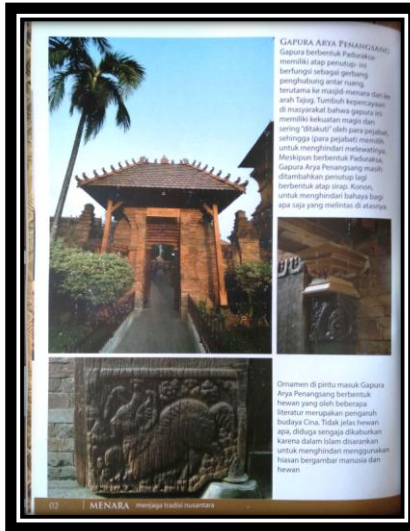 GAPURA ARYA PENANGSANG
Gapura berbentuk Paduraksa
memiliki atap penutup- ini
berfungsi sebagai gerbang
penghubung antar ruang,
terutama ke masjid-menara dan ke
arah Tajug. Tumbuh kepercayaan
di masyarakat bahwa gapura ini
memiliki kekuatan magis dan
sering "ditakuti" oleh para pejabat,
sehingga (para pejabat) memilih
untuk menghindari melewatinya.
Meskipun berbentuk Paduraksa,
Gapura Arya Penangsang masih
ditambahkan penutup lagi
berbentuk atap sirap. Konon,
untuk menghindari bahaya bagi
apa saja yang melintas di atasnya.
Ornamen di pintu masuk Gapura
Arya Penangsang berbentuk
hewan yang oleh beberapa
literatur merupakan pengaruh
budaya Cina. Tidak jelas hewan
apa, diduga sengaja dikaburkan
karena dalam Islam disarankan
untuk menghindari menggunakan
hiasan bergambar manusia dan
hewan
02 | MENARA menjaga tradisi nusantara